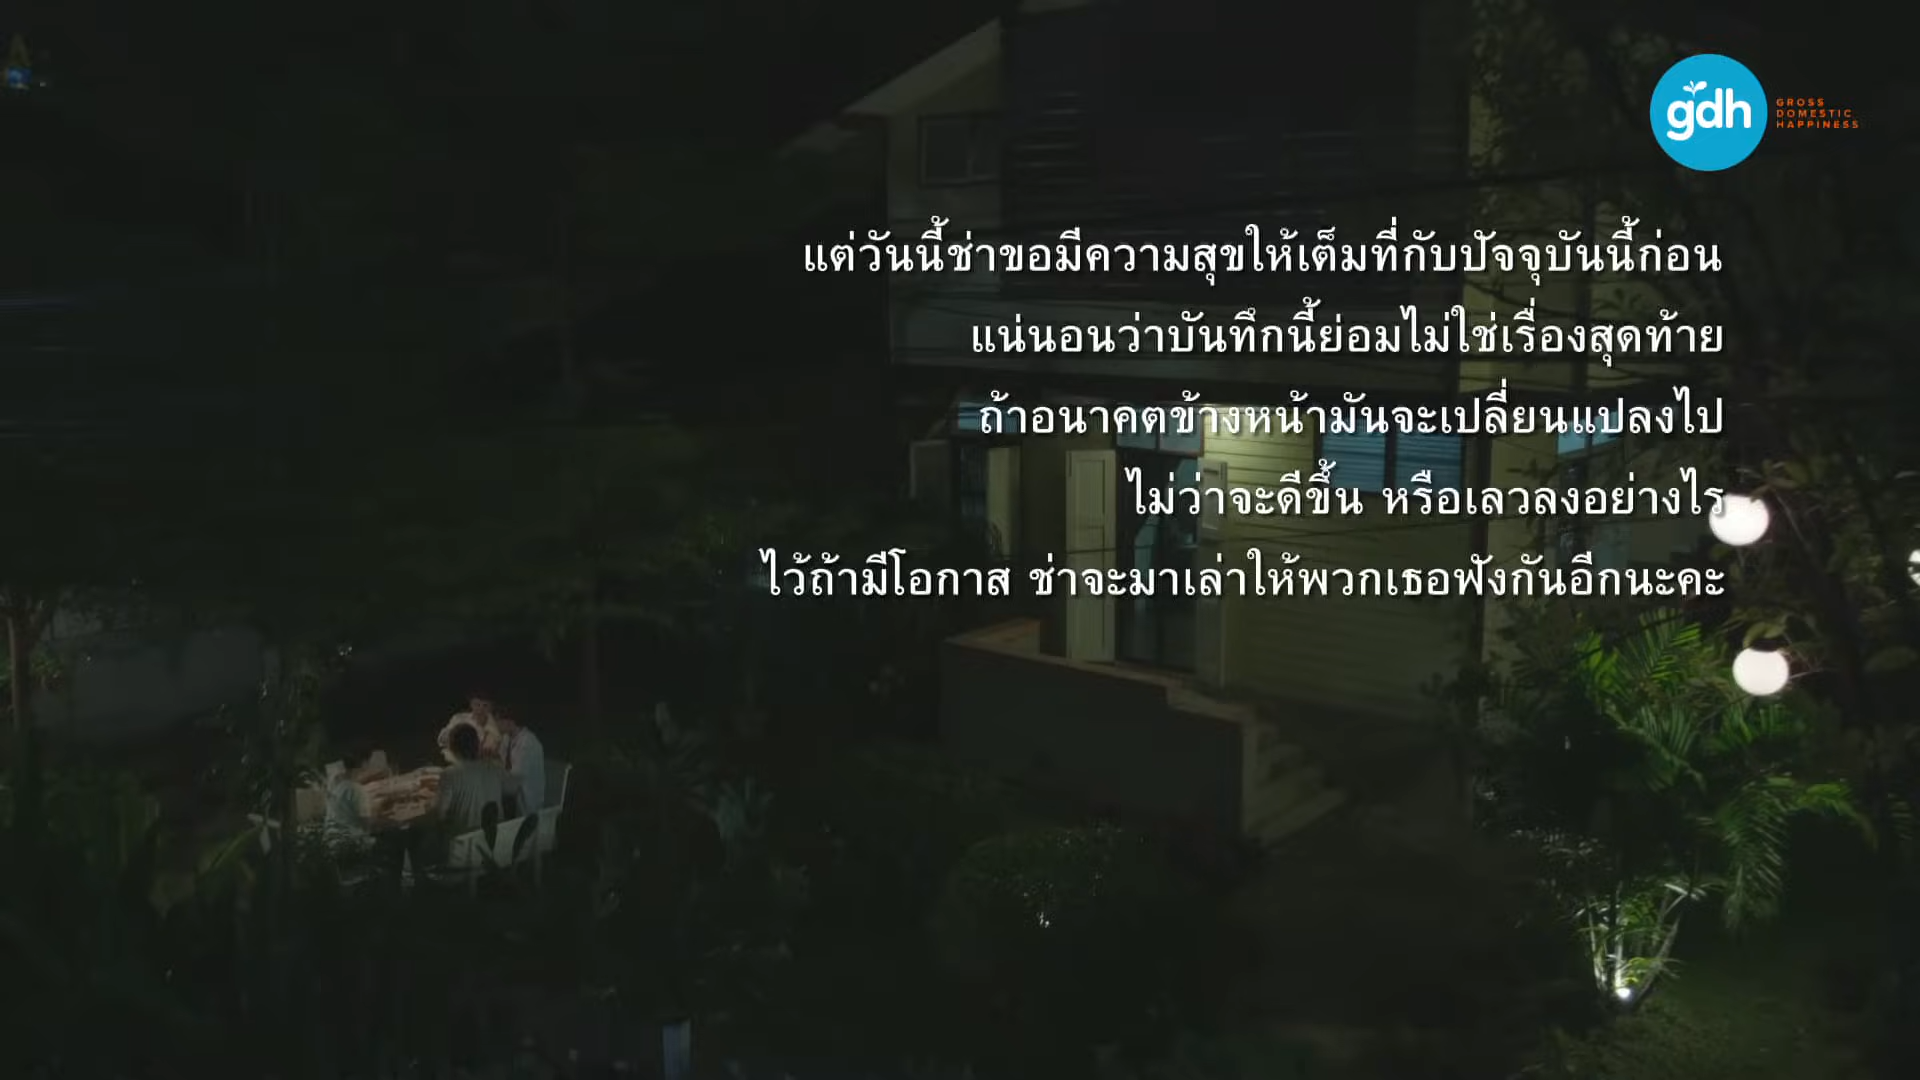 gdh
GROSS
DOMESTIC
HAPPINESS
แต่วันนี้ช่าขอมีความสุขให้เต็มที่กับปัจจุบันนี้ก่อน
แน่นอนว่าบันทึกนี้ย่อมไม่ใช่เรื่องสุดท้าย
ถ้าอนาคตข้างหน้ามันจะเปลี่ยนแปลงไป
ไม่ว่าจะดีขึ้น หรือเลวลงอย่างไร
ไว้ถ้ามีโอกาส ช่าจะมาเล่าให้พวกเธอฟังกันอีกนะคะ